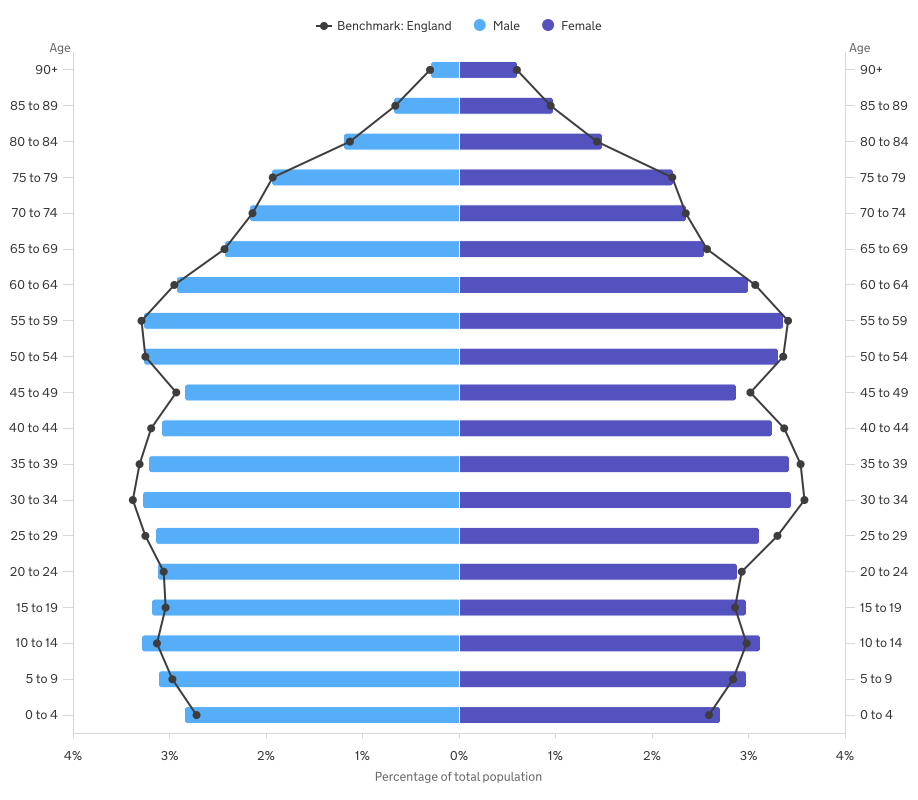 Benchmark: England Male Female
Age Age
90+ 90+
85 to 89 85 to 89
80 to 84 80 to 84
75 to 79 75 to 79
70 to 74 70 to 74
65 to 69 65 to 69
60 to 64 60 to 64
55 to 59 55 to 59
50 to 54 50 to 54
45 to 49 45 to 49
40 to 44 40 to 44
35 to 39 35 to 39
30 to 34 30 to 34
25 to 29 25 to 29
20 to 24 20 to 24
15 to 19 15 to 19
10 to 14 10 to 14
5 to 9 5 to 9
0 to 4 0 to 4
4% 3% 2% 1% 0% 1% 2% 3% 4%
Percentage of total population